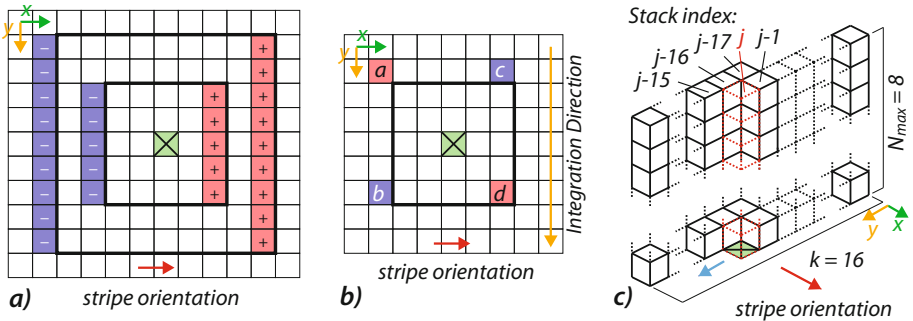 x
y
− +
− +
− − + +
− − + +
− − + +
− − + +
− − + +
− +
− +
stripe orientation
a)
x
y
a c
b d
Integration Direction
stripe orientation
b)
Stack index:
j
j-17 j-1
j-16
j-15
N_max = 8
y x
k = 16
stripe orientation
c)